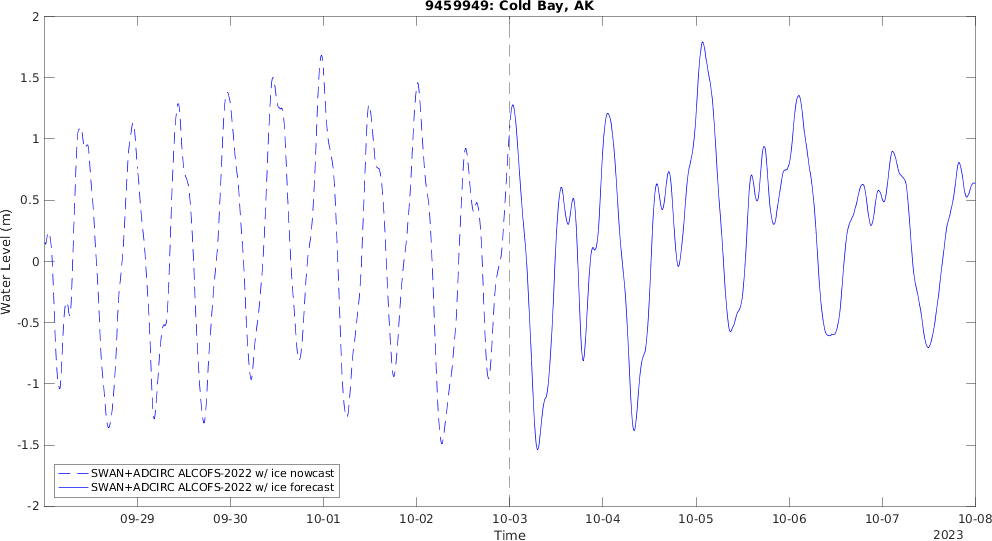 9459949: Cold Bay, AK
2
1.5
1
0.5
0
-0.5
-1
-1.5
-2
Water Level (m)
SWAN+ADCIRC ALCOFS-2022 w/ ice nowcast
SWAN+ADCIRC ALCOFS-2022 w/ ice forecast
09-29 09-30 10-01 10-02 10-03 10-04 10-05 10-06 10-07 10-08
Time
2023